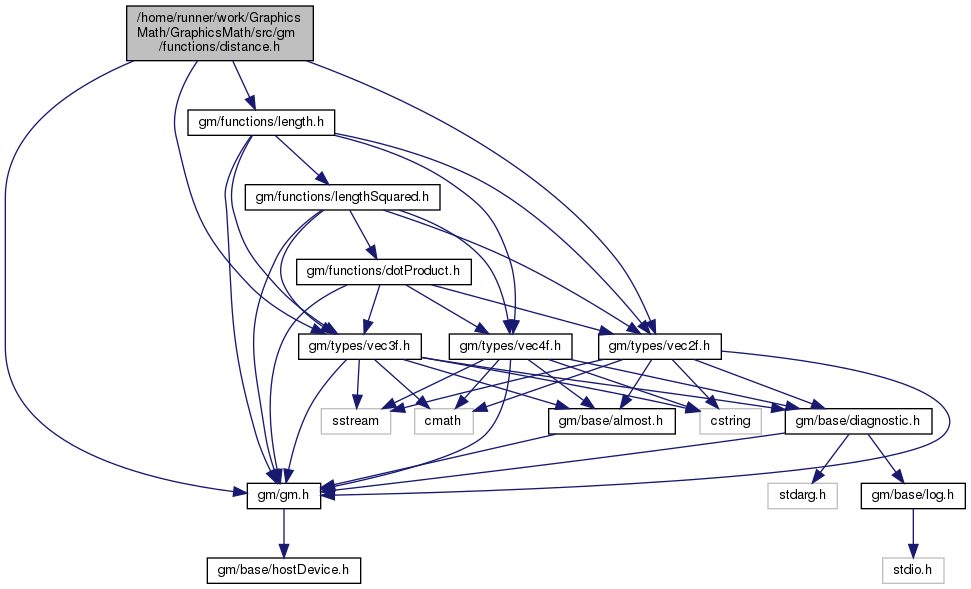 /home/runner/work/Graphics
Math/GraphicsMath/src/gm
/functions/distance.h
gm/functions/length.h
gm/functions/lengthSquared.h
gm/functions/dotProduct.h
gm/types/vec3f.h
gm/types/vec4f.h
gm/types/vec2f.h
sstream
cmath
gm/base/almost.h
cstring
gm/base/diagnostic.h
gm/gm.h
stdarg.h
gm/base/log.h
gm/base/hostDevice.h
stdio.h